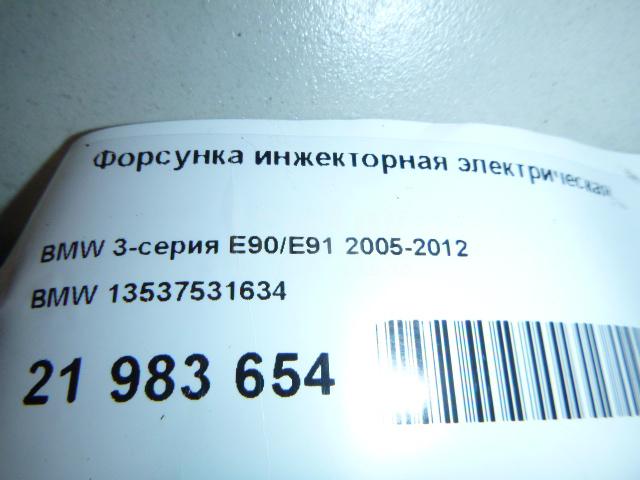 Форсунка инжекторная электрическая
BMW 3-серия E90/E91 2005-2012
BMW 13537531634
21 983 654